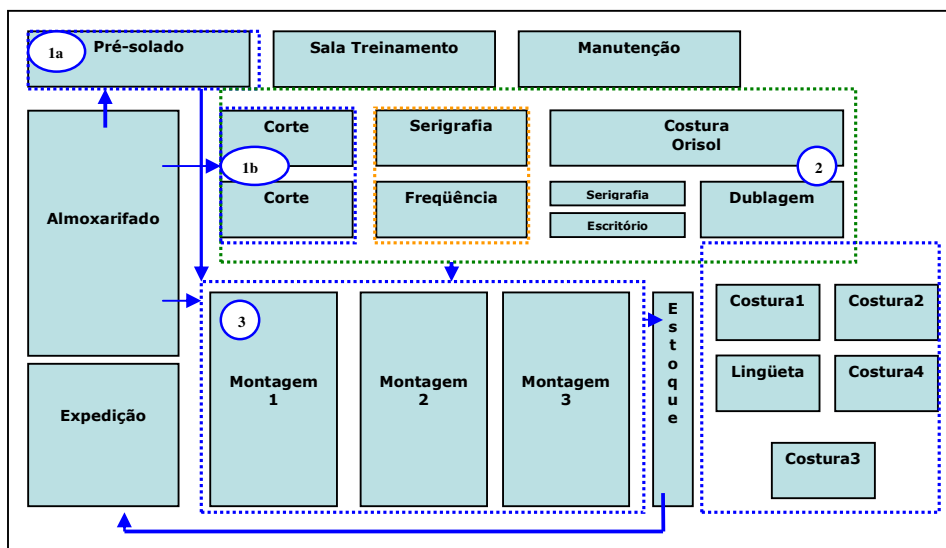 1a
Pré-solado
Sala Treinamento
Manutenção
Almoxarifado
Corte
1b
Corte
Serigrafia
Freqüência
Costura
Orisol
2
Serigrafia
Escritório
Dublagem
3
Montagem
1
Montagem
2
Montagem
3
Estoque
Costura1
Costura2
Lingüeta
Costura4
Costura3
Expedição